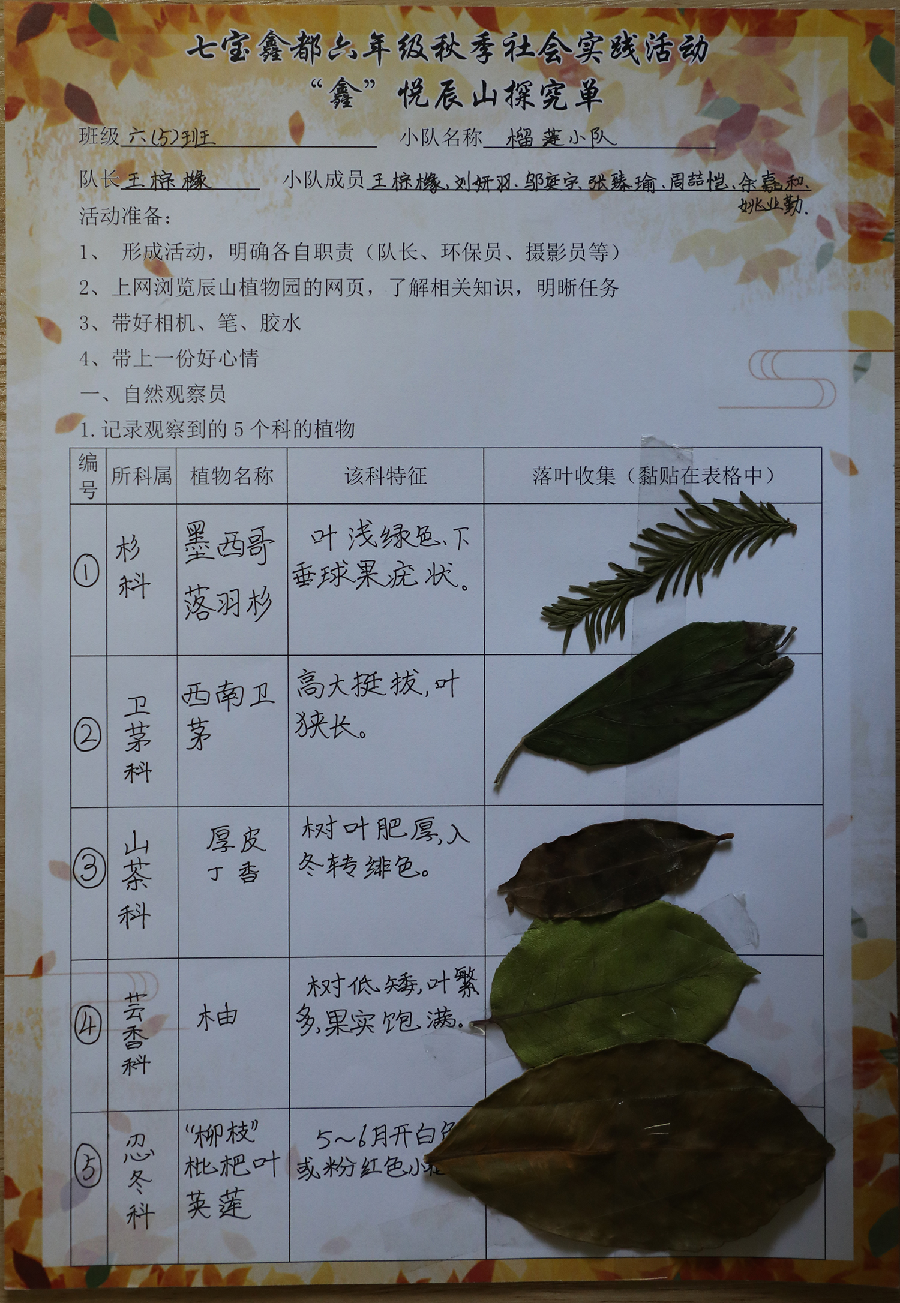 七宝鑫都六年级秋季社会实践活动
“鑫”悦辰山探究单
班级 六(5)班 小队名称 榴莲小队
队长 王棕橼 小队成员 王棕橼、刘妍羽、邬庭宇、张臻瑜、周喆恺、余嘉和、
姚业勤.
活动准备：
1、 形成活动，明确各自职责（队长、环保员、摄影员等）
2、上网浏览辰山植物园的网页，了解相关知识，明晰任务
3、带好相机、笔、胶水
4、带上一份好心情
一、自然观察员
1.记录观察到的5个科的植物
编号 所科属 植物名称 该科特征 落叶收集（黏贴在表格中）
① 杉科 墨西哥落羽杉 叶浅绿色、下垂球果疣状。
② 卫茅科 西南卫茅 高大挺拔,叶狭长。
③ 山茶科 厚皮丁香 树叶肥厚,入冬转绯色。
④ 芸香科 柚 树低矮,叶繁多,果实饱满。
⑤ 忍冬科 “柳枝”枇杷叶英莲 5～6月开白色或粉红色小